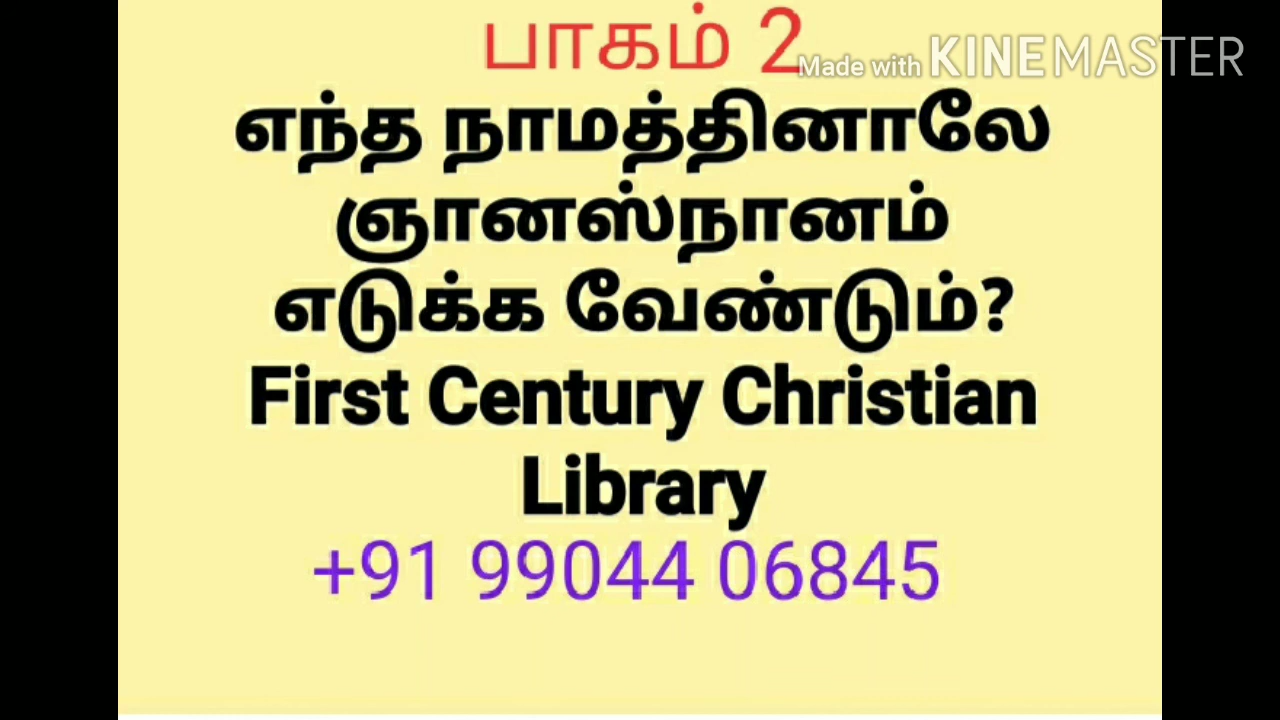 பாகம் 2
Made with KINEMASTER
எந்த நாமத்தினாலே
ஞானஸ்நானம்
எடுக்க வேண்டும்?
First Century Christian
Library
+91 99044 06845